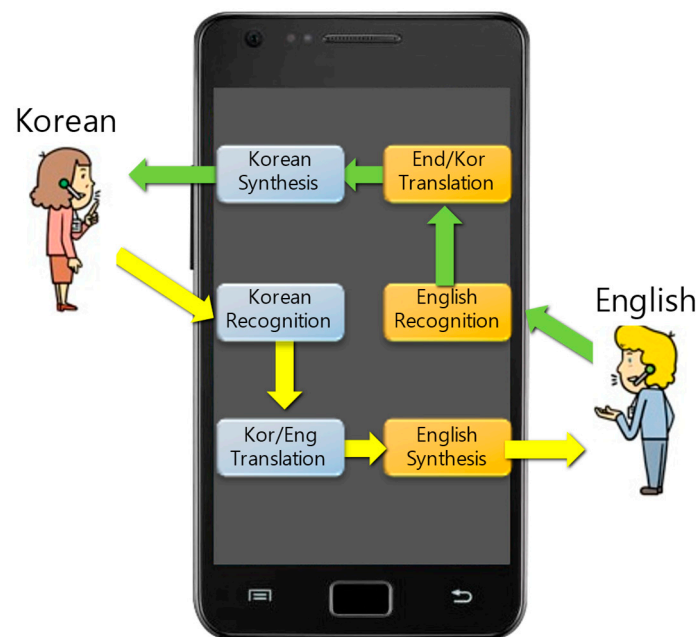 Korean
Korean
Synthesis
End/Kor
Translation
Korean
Recognition
English
Recognition
English
Kor/Eng
Translation
English
Synthesis